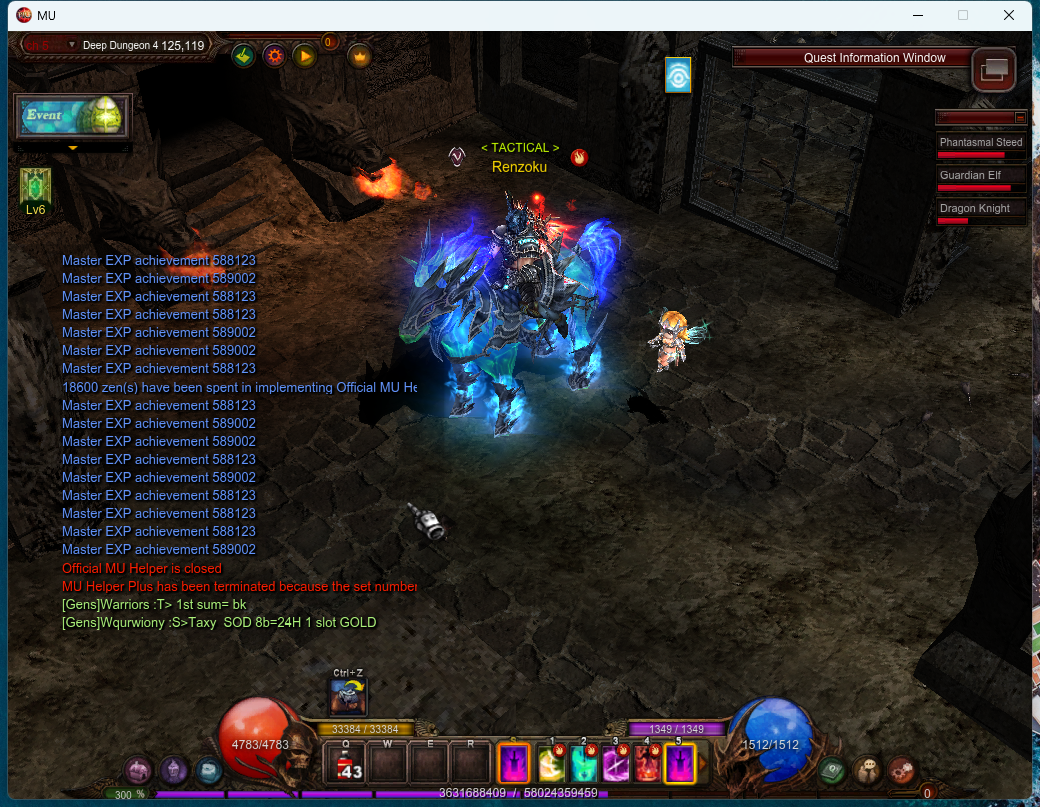 MU
Ch 5
Deep Dungeon 4 125,119
0
Quest Information Window
Event
Lv6
Phantasmal Steed
Guardian Elf
Dragon Knight
< TACTICAL >
Renzoku
Master EXP achievement 588123
Master EXP achievement 589002
Master EXP achievement 588123
Master EXP achievement 588123
Master EXP achievement 589002
Master EXP achievement 589002
Master EXP achievement 588123
18600 zen(s) have been spent in implementing Official MU He
Master EXP achievement 588123
Master EXP achievement 589002
Master EXP achievement 589002
Master EXP achievement 588123
Master EXP achievement 589002
Master EXP achievement 588123
Master EXP achievement 588123
Master EXP achievement 588123
Master EXP achievement 589002
Official MU Helper is closed
MU Helper Plus has been terminated because the set number
[Gens]Warriors :T> 1st sum= bk
[Gens]Wqurwiony :S>Taxy SOD 8b=24H 1 slot GOLD
Ctrl+Z
33384 / 33384
1349 / 1349
4783/4783
Q W E R
1 2 3 4 5
43
1512/1512
300 %
3631688409 / 58024359459
0